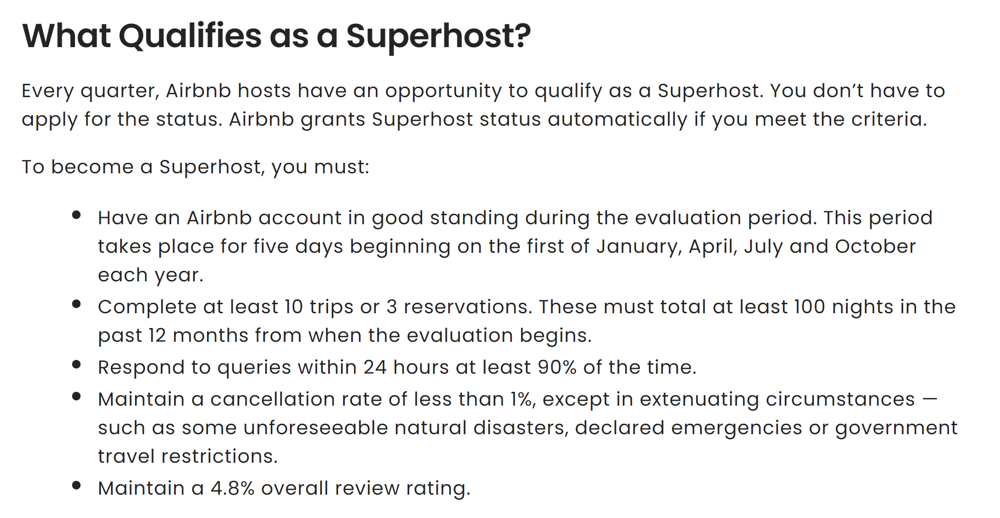 What Qualifies as a Superhost?
Every quarter, Airbnb hosts have an opportunity to qualify as a Superhost. You don’t have to
apply for the status. Airbnb grants Superhost status automatically if you meet the criteria.
To become a Superhost, you must:
• Have an Airbnb account in good standing during the evaluation period. This period
takes place for five days beginning on the first of January, April, July and October
each year.
• Complete at least 10 trips or 3 reservations. These must total at least 100 nights in the
past 12 months from when the evaluation begins.
• Respond to queries within 24 hours at least 90% of the time.
• Maintain a cancellation rate of less than 1%, except in extenuating circumstances —
such as some unforeseeable natural disasters, declared emergencies or government
travel restrictions.
• Maintain a 4.8% overall review rating.